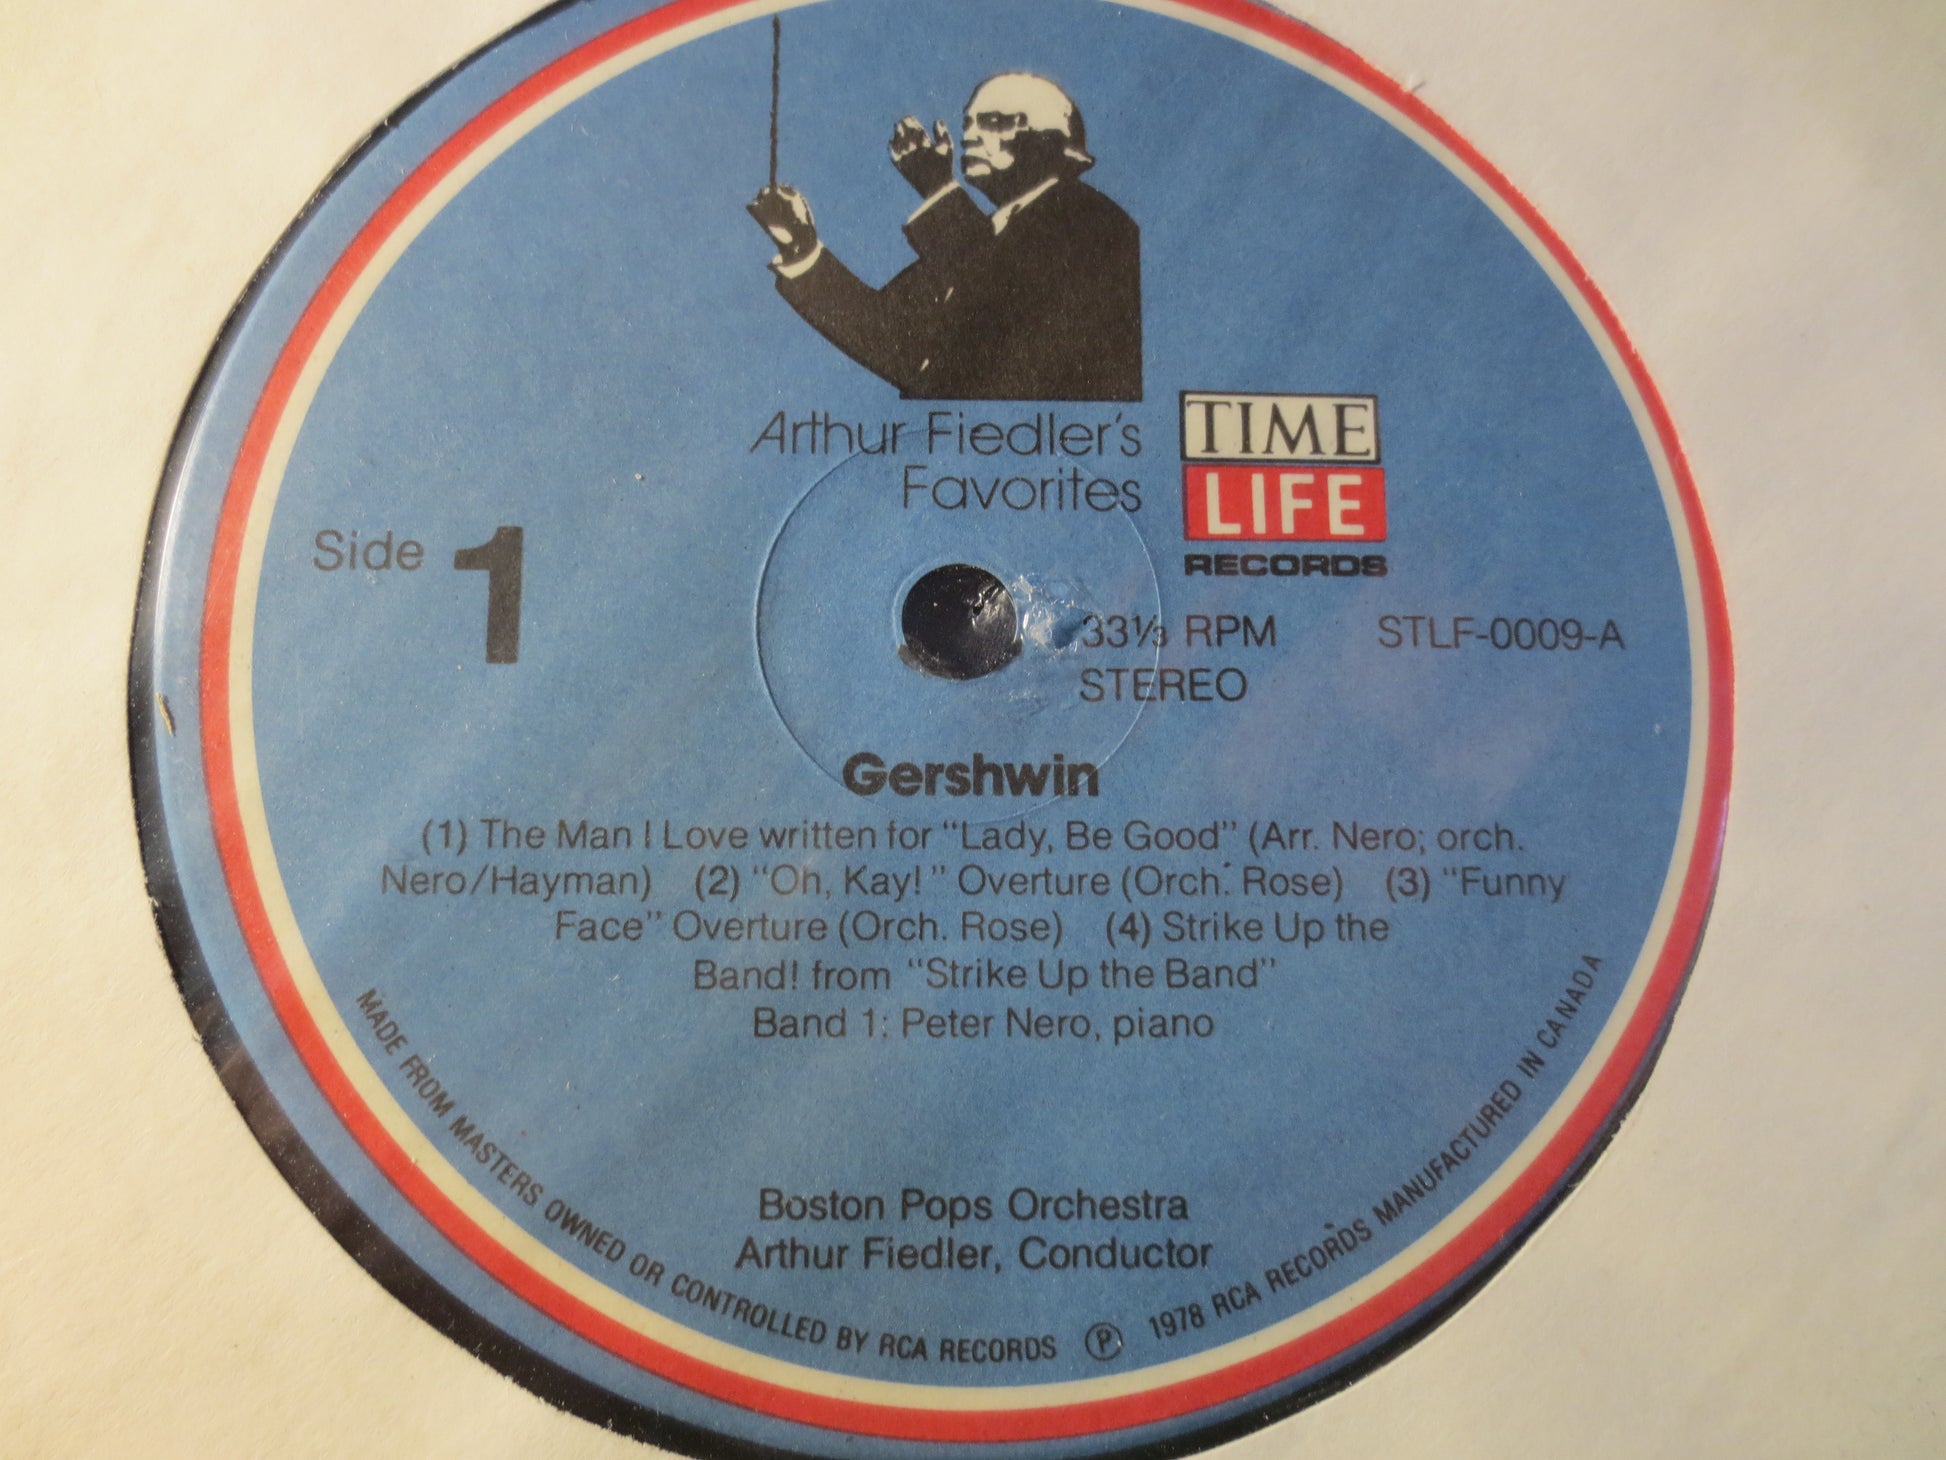 Arthur Fiedler's
Favorites
TIME
LIFE
RECORDS
Side 1
33⅓ RPM STLF-0009-A
STEREO
Gershwin
(1) The Man I Love written for "Lady, Be Good" (Arr. Nero; orch.
Nero/Hayman) (2) "Oh, Kay!" Overture (Orch. Rose) (3) "Funny
Face" Overture (Orch. Rose) (4) Strike Up the
Band! from "Strike Up the Band"
Band 1: Peter Nero, piano
Boston Pops Orchestra
Arthur Fiedler, Conductor
MADE FROM MASTERS OWNED OR CONTROLLED BY RCA RECORDS ℗ 1978 RCA RECORDS MANUFACTURED IN CANADA